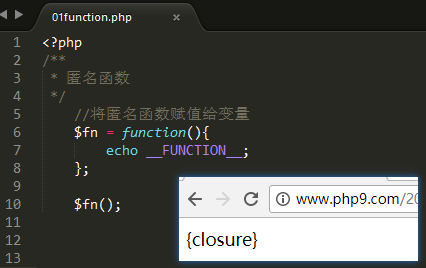 01function.php ×
1 <?php
2 /**
3  * 匿名函数
4  */
5     //将匿名函数赋值给变量
6     $fn = function(){
7         echo __FUNCTION__;
8     };
9
10     $fn();
11
12
13
www.php9.com/20
{closure}